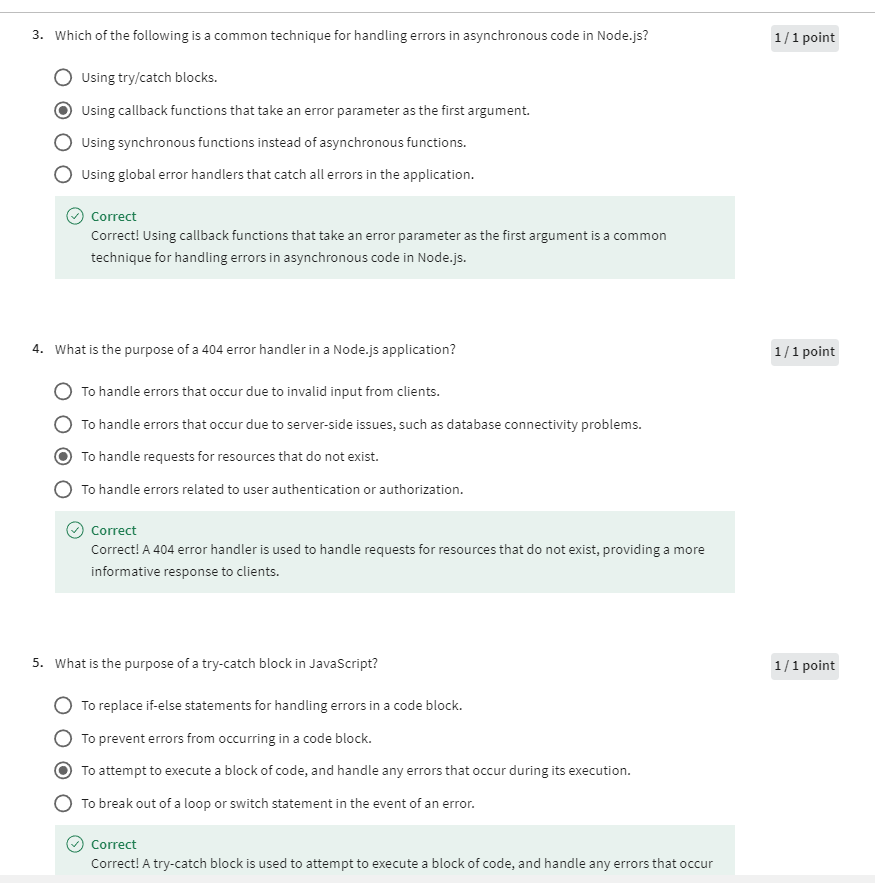 3. Which of the following is a common technique for handling errors in asynchronous code in Node.js?
1 / 1 point
Using try/catch blocks.
Using callback functions that take an error parameter as the first argument.
Using synchronous functions instead of asynchronous functions.
Using global error handlers that catch all errors in the application.
Correct
Correct! Using callback functions that take an error parameter as the first argument is a common
technique for handling errors in asynchronous code in Node.js.
4. What is the purpose of a 404 error handler in a Node.js application?
1 / 1 point
To handle errors that occur due to invalid input from clients.
To handle errors that occur due to server-side issues, such as database connectivity problems.
To handle requests for resources that do not exist.
To handle errors related to user authentication or authorization.
Correct
Correct! A 404 error handler is used to handle requests for resources that do not exist, providing a more
informative response to clients.
5. What is the purpose of a try-catch block in JavaScript?
1 / 1 point
To replace if-else statements for handling errors in a code block.
To prevent errors from occurring in a code block.
To attempt to execute a block of code, and handle any errors that occur during its execution.
To break out of a loop or switch statement in the event of an error.
Correct
Correct! A try-catch block is used to attempt to execute a block of code, and handle any errors that occur